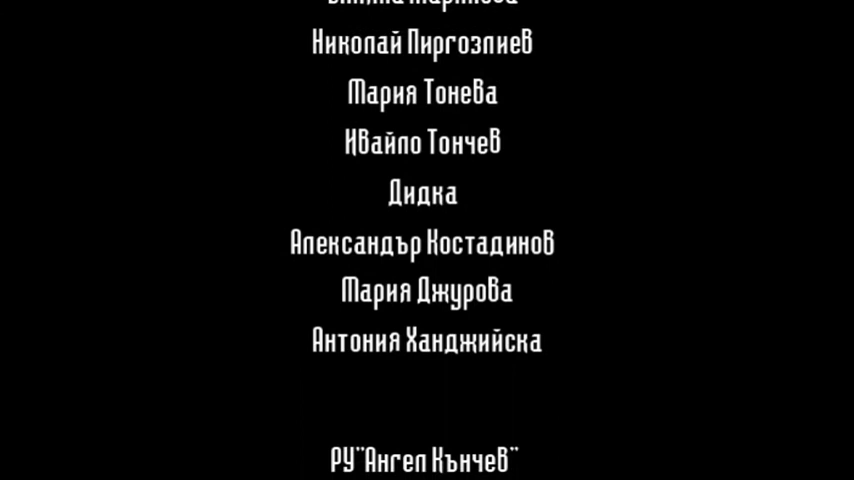 Николай Пиргозлиев
Мария Тонева
Ивайло Тончев
Дидка
Александър Костадинов
Мария Джурова
Антония Ханджийска
РУ"Ангел Кънчев"